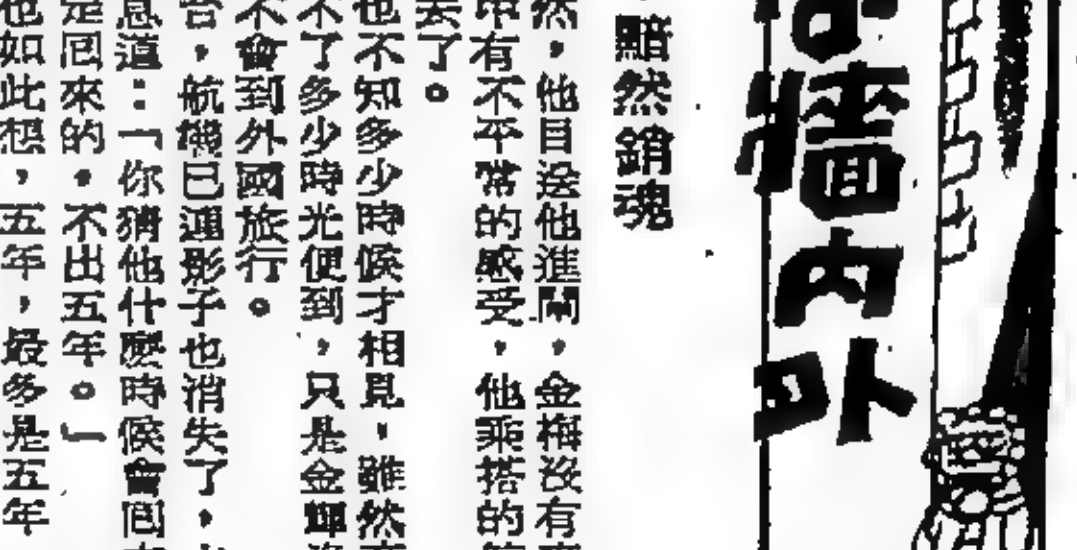 牆內外
黯然銷魂
然，他目送他進閘，金梅沒有
中有不平常的感受，他乘搭的
去了。
也不知多少時候才相見，雖然
不了多少時光便到，只是金輝
不會到外國旅行。
台，航機已連影子也消失了，
息道：「你猜他什麼時候會回
是回來的。不出五年。」
也如此想，五年，最多是五年